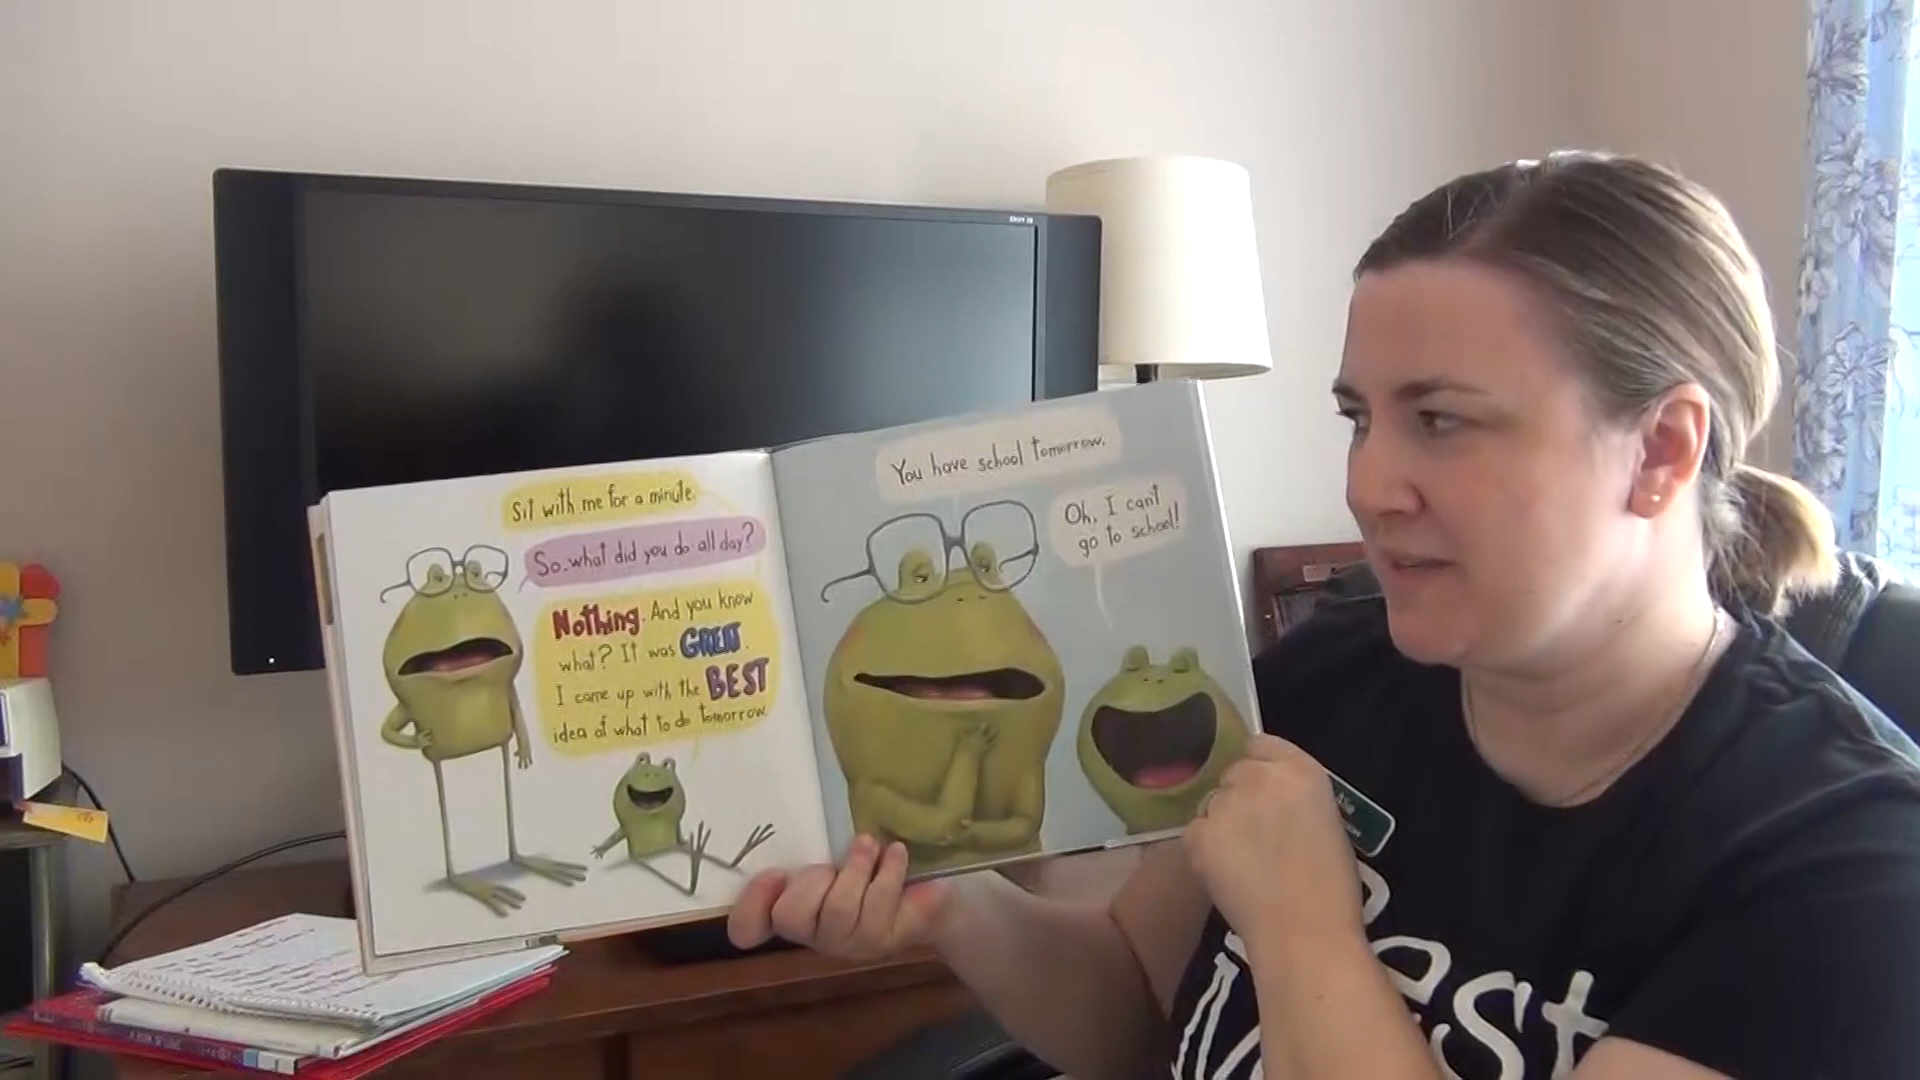 Sit with me for a minute.
So.. what did you do all day?
Nothing. And you know
what? It was GREAT.
I came up with the BEST
idea of what to do tomorrow.
You have school tomorrow.
Oh, I can't
go to school!
est